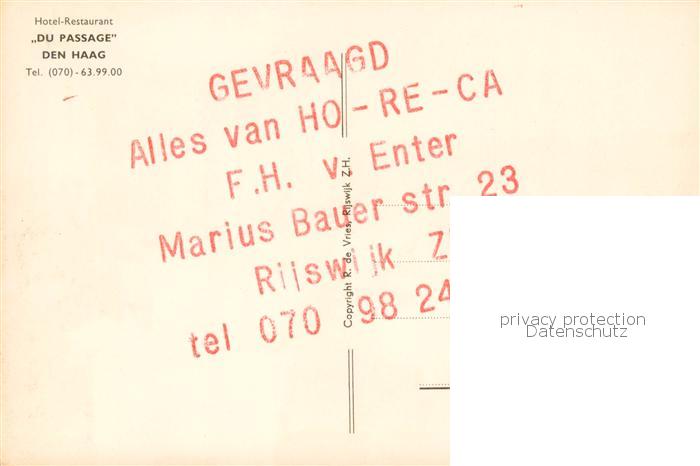 Hotel-Restaurant
„DU PASSAGE"
DEN HAAG
Tel. (070) - 63.99.00
GEVRAAGD
Alles van HO-RE-CA
F.H. v. Enter
Marius Bauer str 23
Rijswijk Z
tel 070 98 24
Copyright R. de Vries, Rijswijk Z.H.
privacy protection
Datenschutz